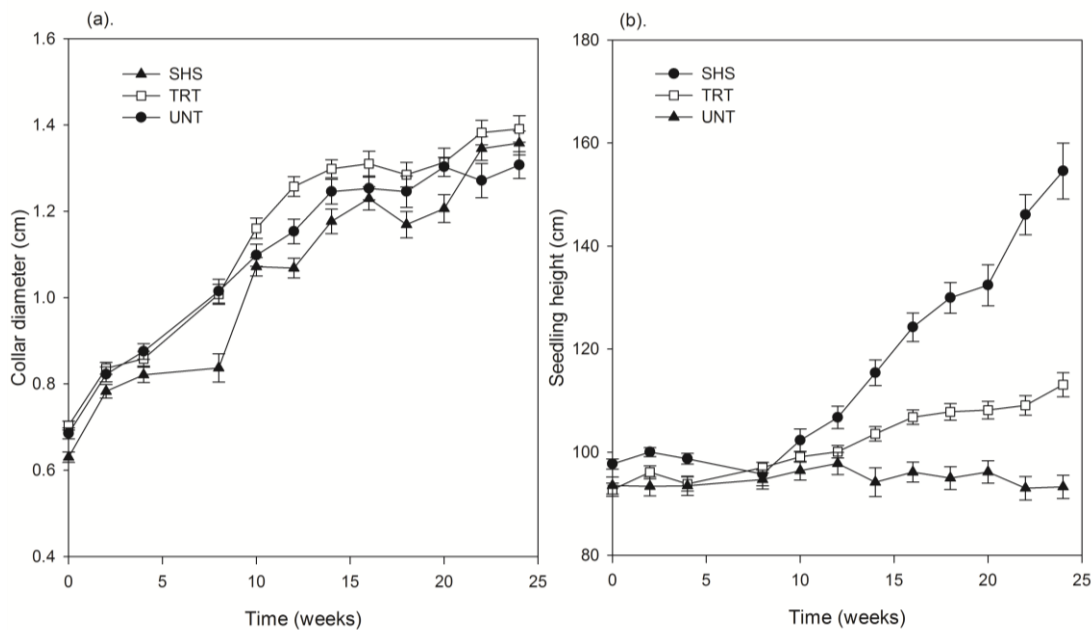 (a).
1.6
1.4
1.2
1.0
0.8
0.6
0.4
Collar diameter (cm)
SHS
TRT
UNT
0 5 10 15 20 25
Time (weeks)
(b).
180
160
140
120
100
80
Seedling height (cm)
SHS
TRT
UNT
0 5 10 15 20 25
Time (weeks)